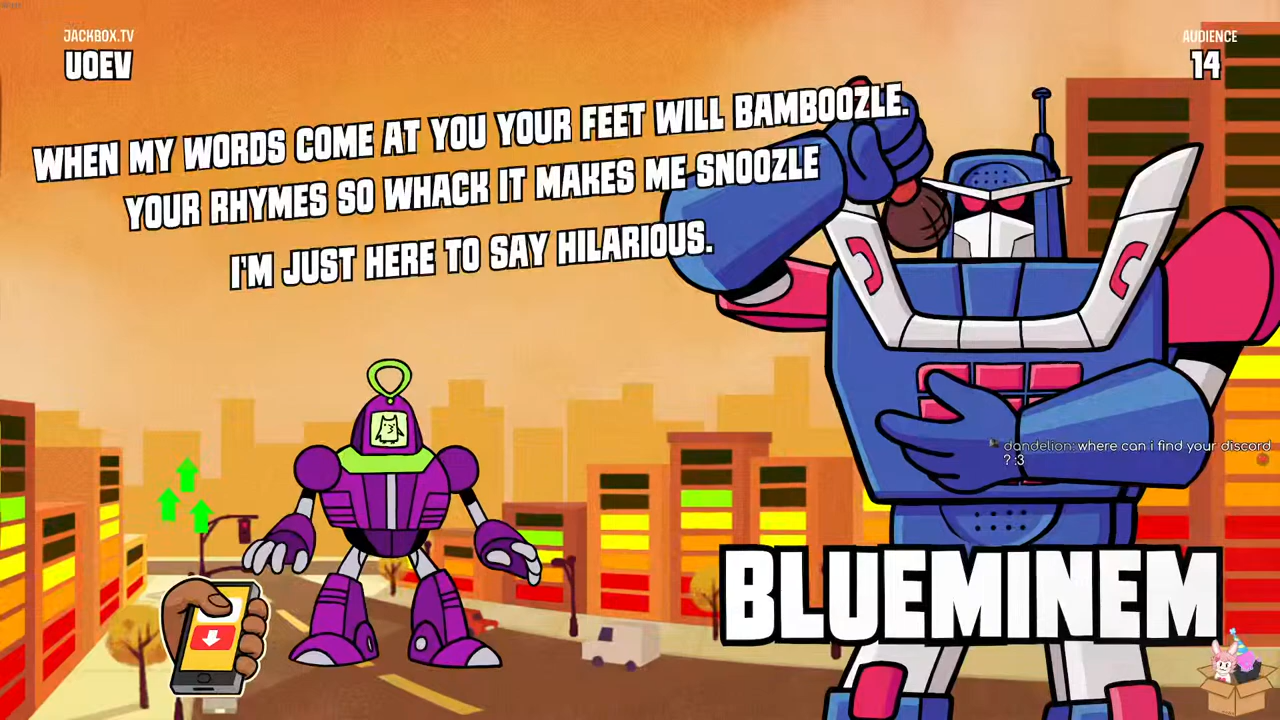 JACKBOX.TV
UOEV
AUDIENCE
14
WHEN MY WORDS COME AT YOU YOUR FEET WILL BAMBOOZLE.
YOUR RHYMES SO WHACK IT MAKES ME SNOOZLE
I'M JUST HERE TO SAY HILARIOUS.
dandelion: where can i find your discord
? :3
BLUEMINEM